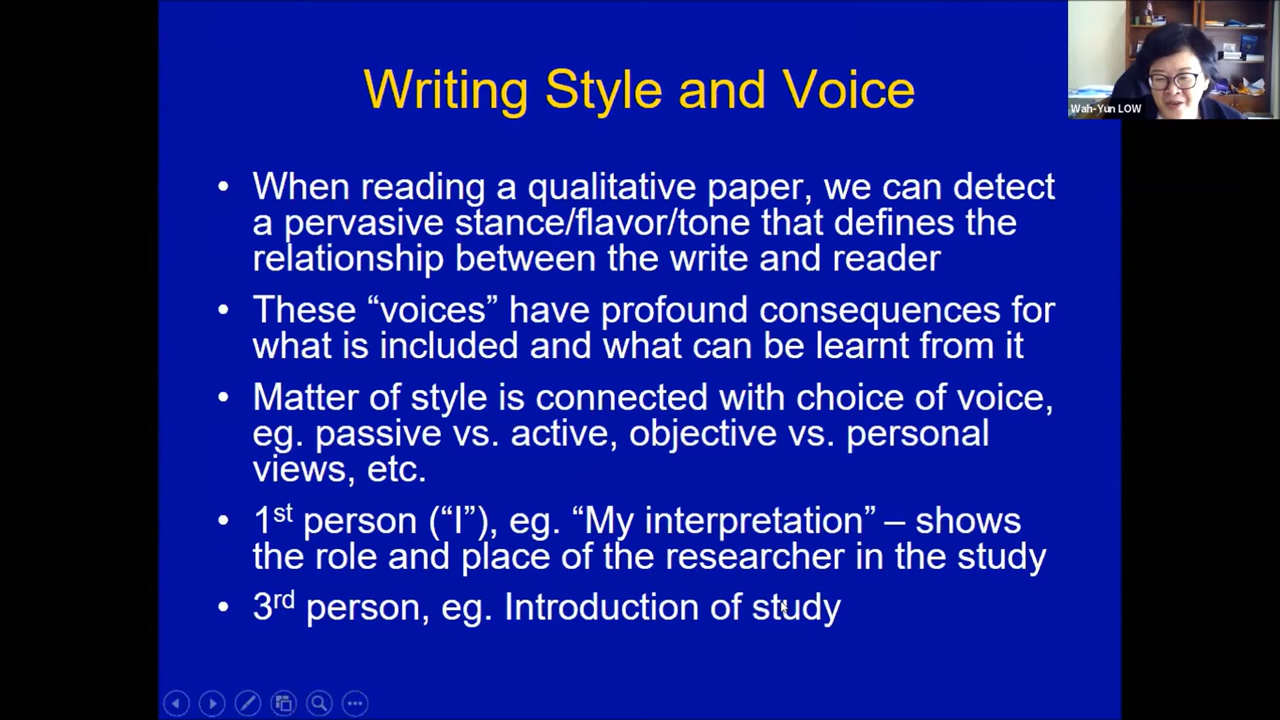 Writing Style and Voice
Wah-Yun LOW
• When reading a qualitative paper, we can detect
a pervasive stance/flavor/tone that defines the
relationship between the write and reader
• These “voices” have profound consequences for
what is included and what can be learnt from it
• Matter of style is connected with choice of voice,
eg. passive vs. active, objective vs. personal
views, etc.
• 1st person (“I”), eg. “My interpretation” – shows
the role and place of the researcher in the study
• 3rd person, eg. Introduction of study